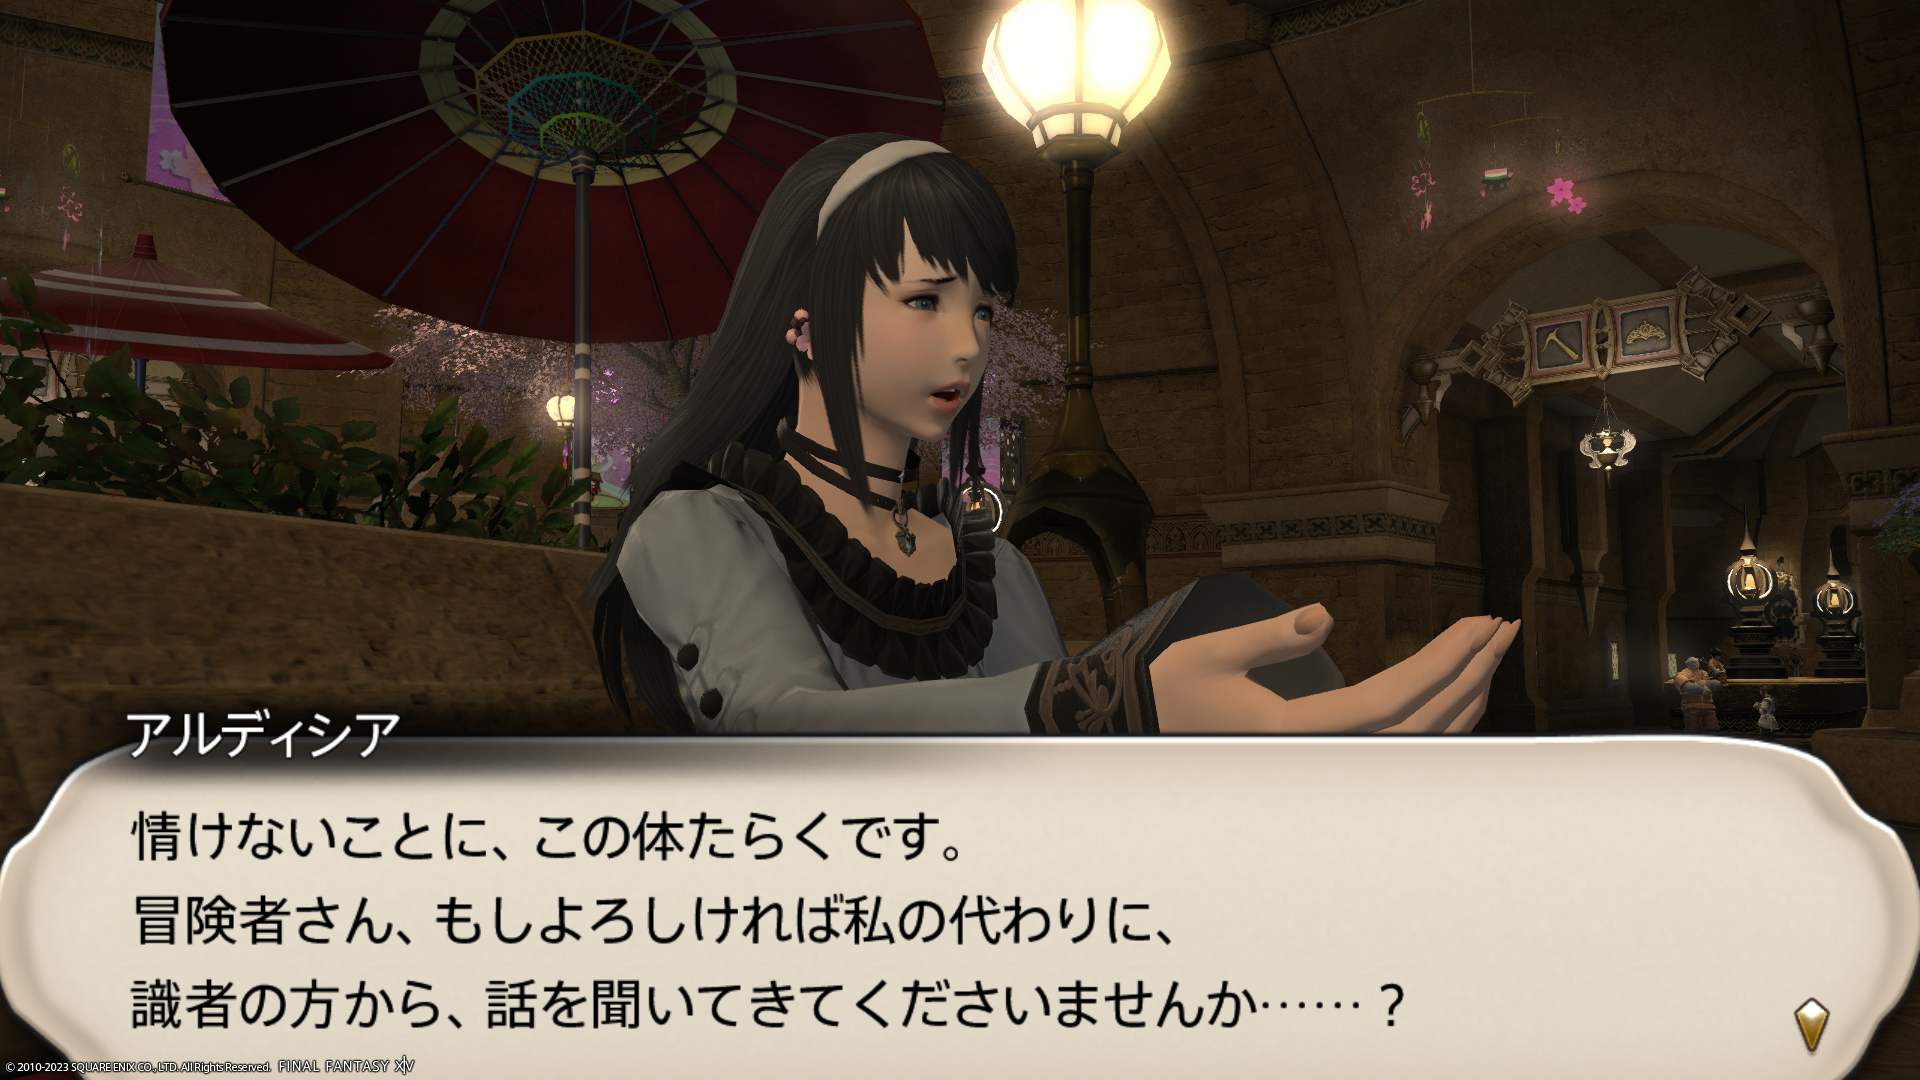 アルディシア
情けないことに、この体たらくです。
冒険者さん、もしよろしければ私の代わりに、
識者の方から、話を聞いてきてくださいませんか……？
© 2010-2023 SQUARE ENIX CO., LTD. All Rights Reserved. FINAL FANTASY XIV